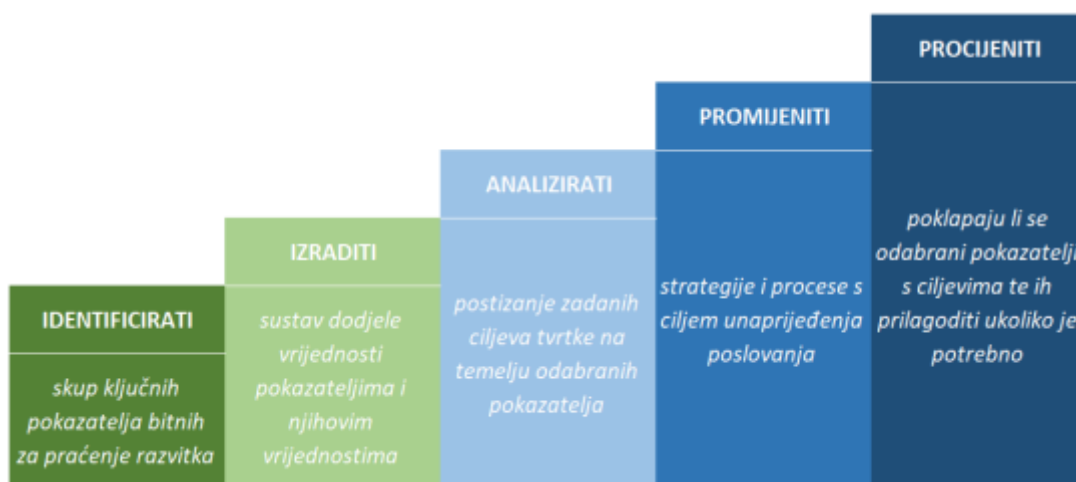 IDENTIFICIRATI
skup ključnih
pokazatelja bitnih
za praćenje razvitka
IZRADITI
sustav dodjele
vrijednosti
pokazateljima i
njihovim
vrijednostima
ANALIZIRATI
postizanje zadanih
ciljeva tvrtke na
temelju odabranih
pokazatelja
PROMIJENITI
strategije i procese s
ciljem unaprijeđenja
poslovanja
PROCIJENITI
poklapaju li se
odabrani pokazatelji
s ciljevima te ih
prilagoditi ukoliko je
potrebno